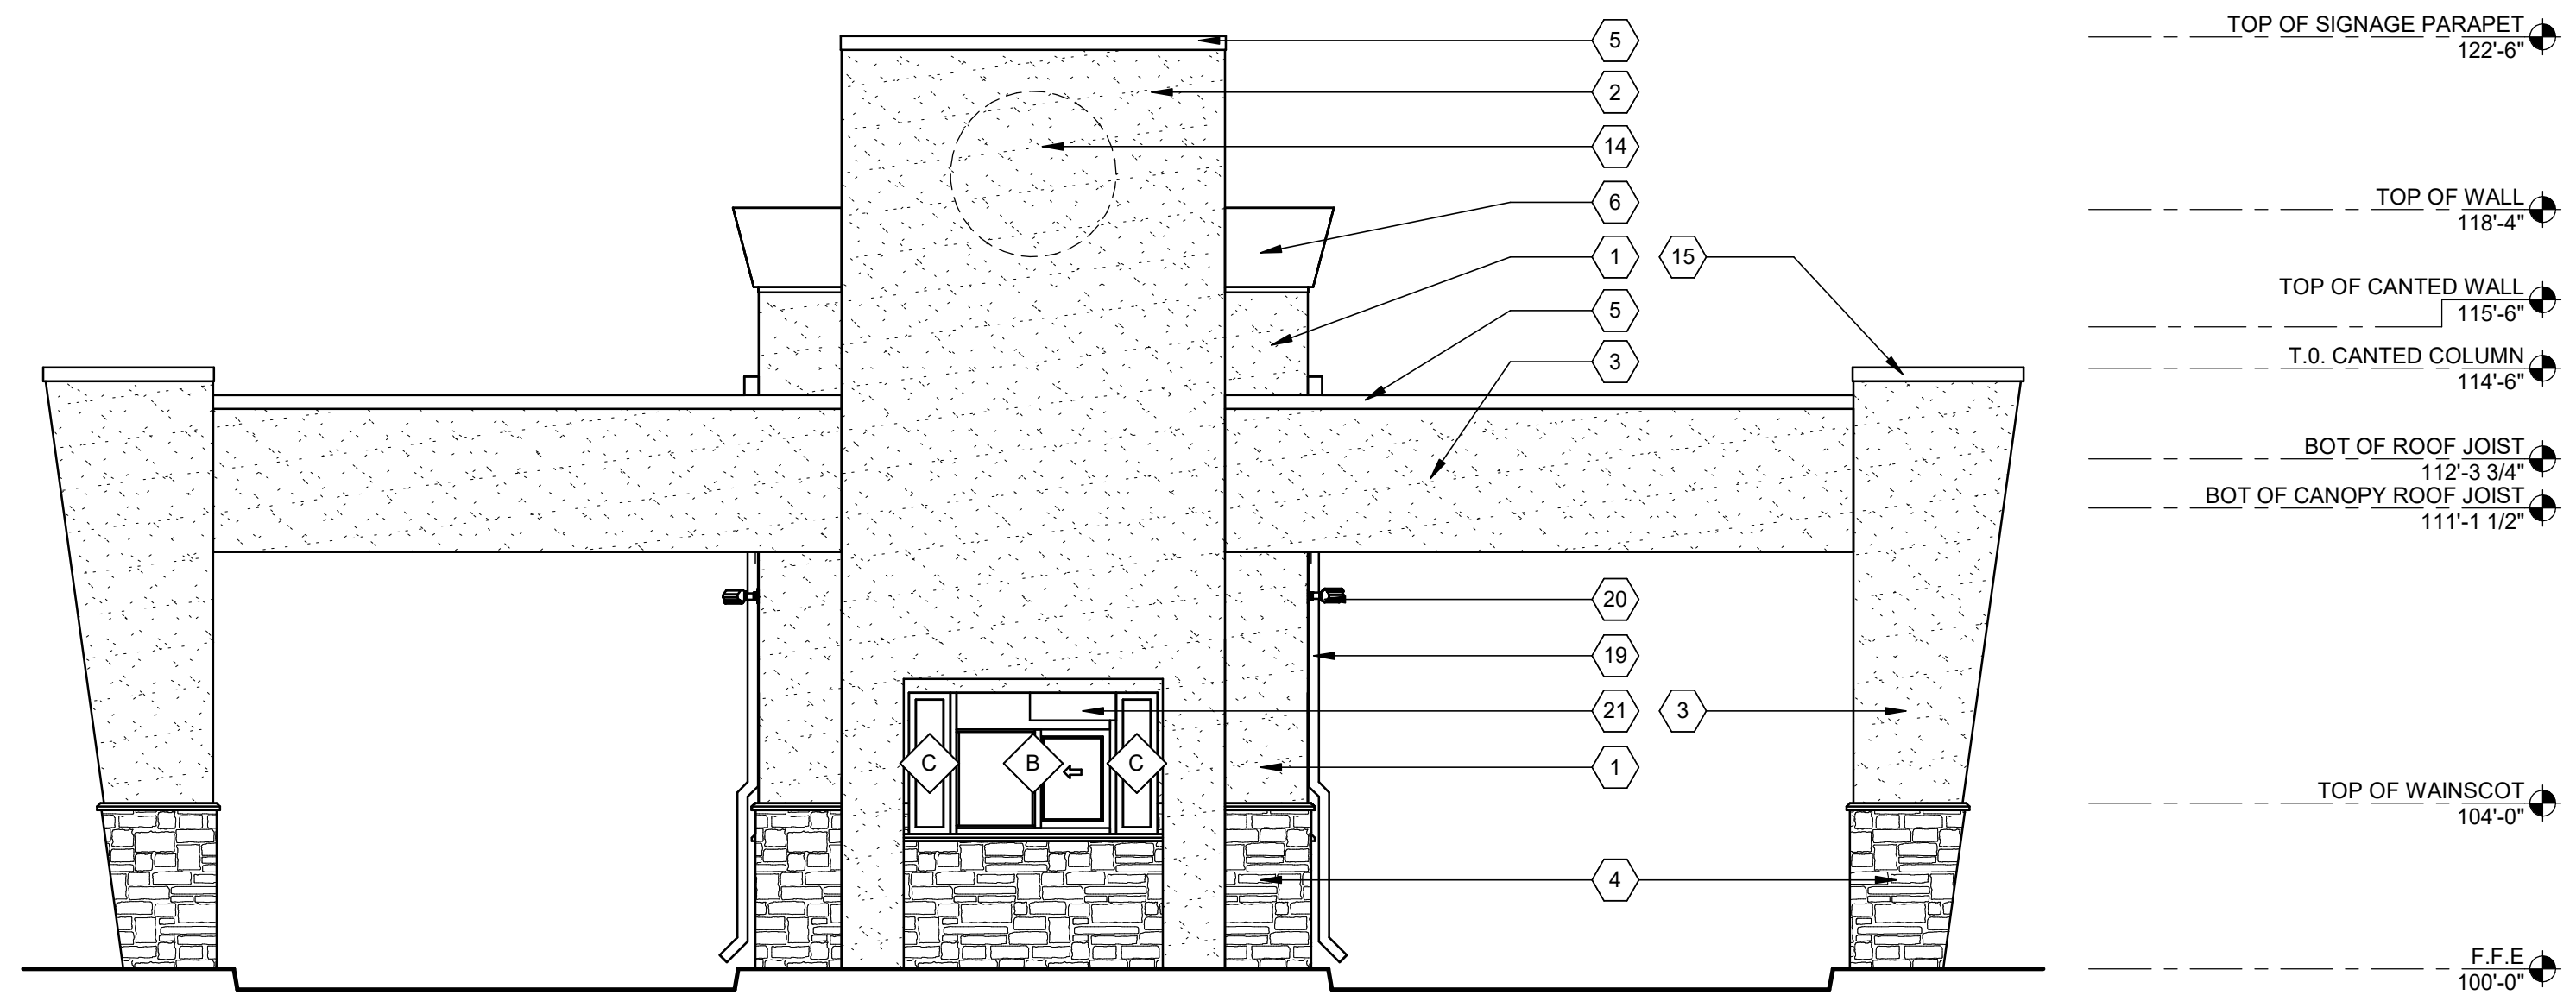 5
TOP OF SIGNAGE PARAPET
122'-6"
2
14
6
TOP OF WALL
118'-4"
1
15
TOP OF CANTED WALL
115'-6"
5
3
T.0. CANTED COLUMN
114'-6"
BOT OF ROOF JOIST
112'-3 3/4"
BOT OF CANOPY ROOF JOIST
111'-1 1/2"
20
19
21
3
C
B
C
1
TOP OF WAINSCOT
104'-0"
4
F.F.E
100'-0"